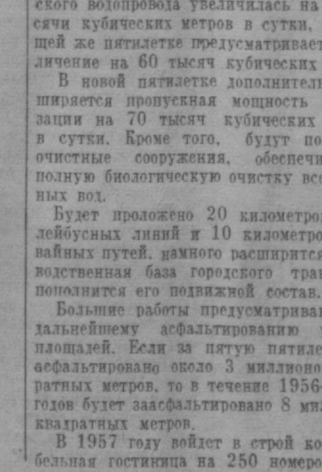 ского водопровода увеличилась на
сячи кубических метров в сутки,
щей же пятилетке предусматривает
личение на 60 тысяч кубических
В новой пятилетке дополнитель
ширяется пропускная мощность
зации на 70 тысяч кубических
в сутки. Кроме того, будут по
очистные сооружения, обеспечи
полную биологическую очистку все
ных вод.
Будет проложено 20 километро
лейбусных линий и 10 километро
вайных путей, намного расширится
водственная база городского тран
пополнится его подвижной состав.
Большие работы предусматрива
дальнейшему асфальтированию
площадей. Если за пятую пятиле
асфальтировано около 3 миллионо
ратных метров, то в течение 1956—
годов будет заасфальтировано 8 мил
квадратных метров.
В 1957 году войдет в строй ко
бельная гостиница на 250 номеро